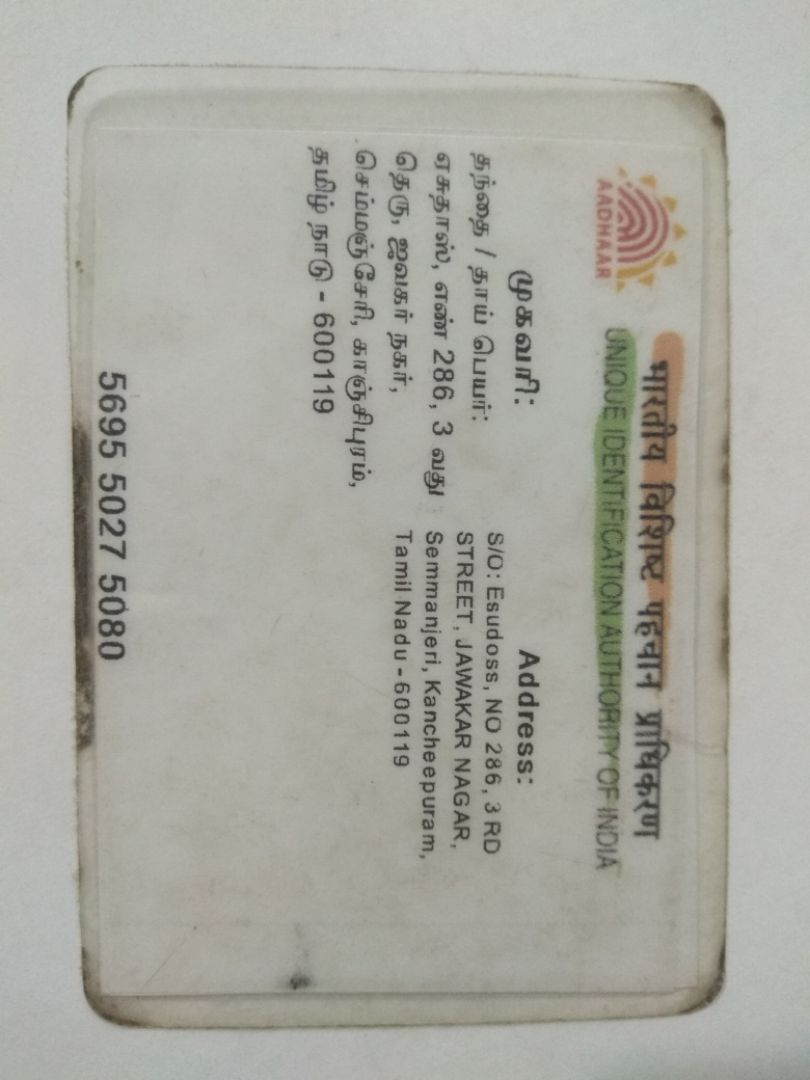 भारतीय विशिष्ट पहचान प्राधिकरण
UNIQUE IDENTIFICATION AUTHORITY OF INDIA
AADHAAR
முகவரி:
தந்தை / தாய் பெயர்:
ஏசுதாஸ், எண் 286, 3 வது
தெரு, ஜவகர் நகர்,
செம்மஞ்சேரி, காஞ்சிபுரம்,
தமிழ் நாடு - 600119
Address:
S/O: Esudoss, NO 286, 3 RD
STREET, JAWAKAR NAGAR,
Semmanjeri, Kancheepuram,
Tamil Nadu - 600119
5695 5027 5080